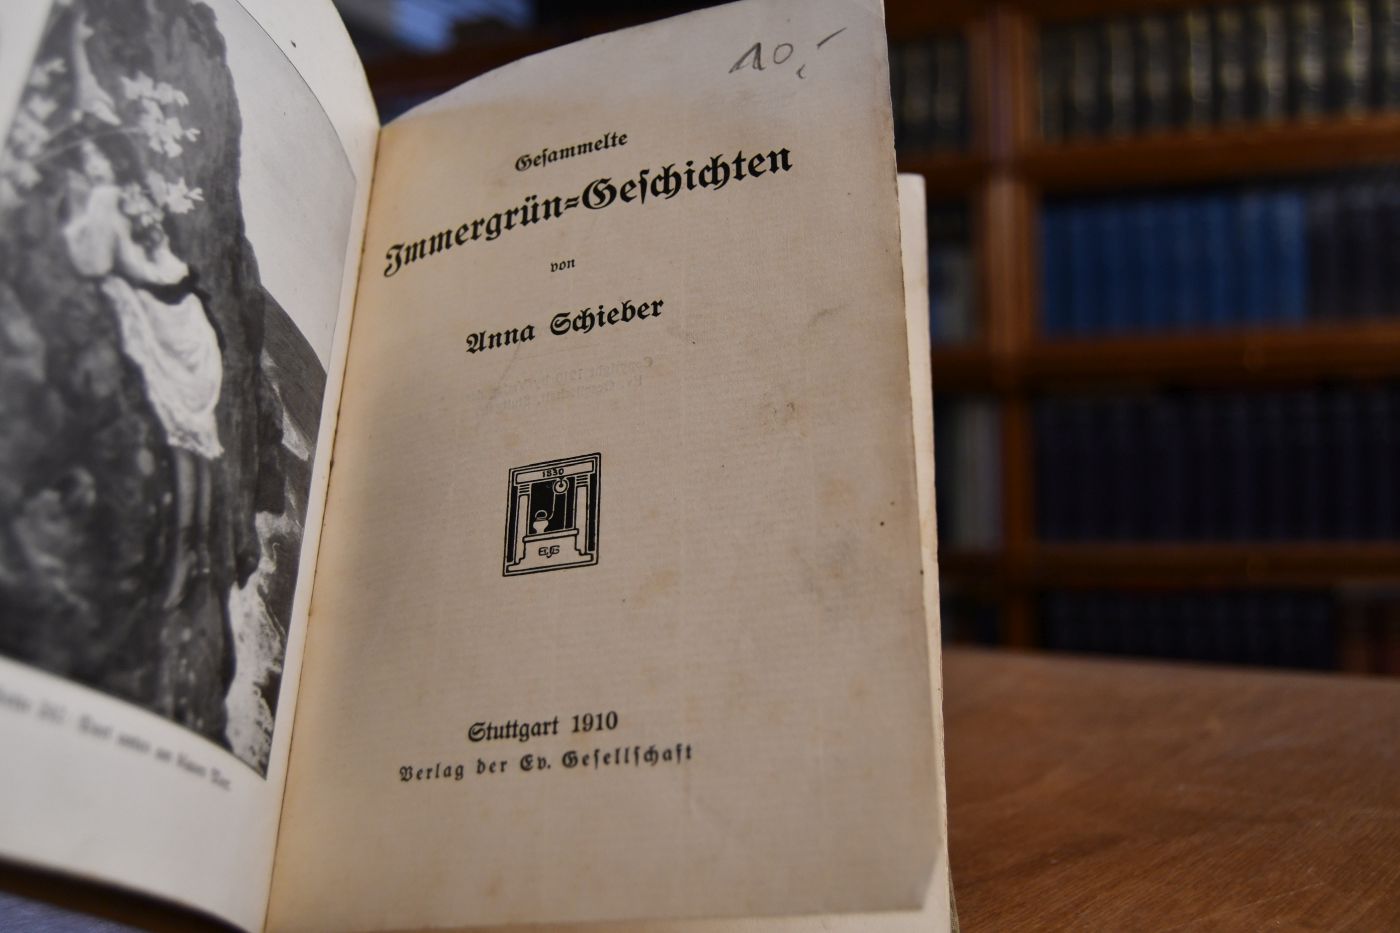 10,-
Gesammelte
Immergrün-Geschichten
von
Anna Schieber
1830
Stuttgart 1910
Verlag der Ev. Gesellschaft